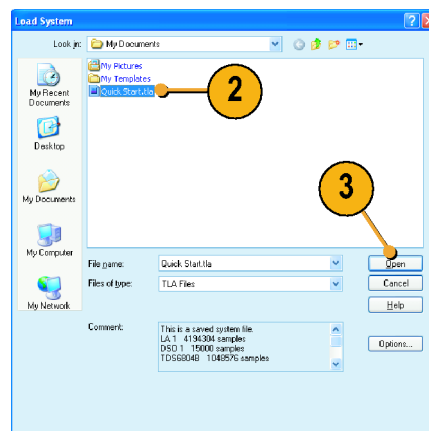 Load System
Look in:
My Documents
My Pictures
My Templates
Quick Start.tla
2
My Recent
Documents
Desktop
My Documents
3
My Computer
File name:
Quick Start.tla
Open
Files of type:
TLA Files
Cancel
My Network
Help
Comment:
This is a saved system file.
LA 1 4194304 samples
DSO 1 15000 samples
TDS6804B 1048576 samples
Options...